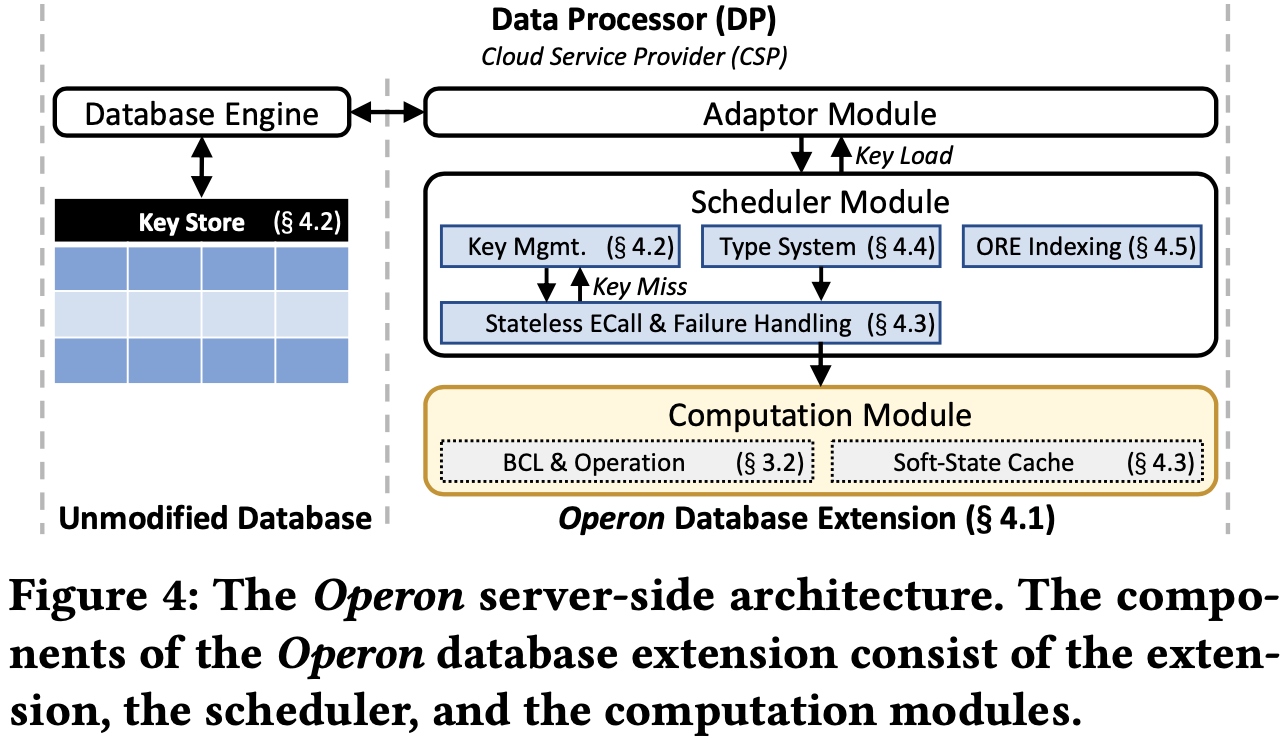 Data Processor (DP)
Cloud Service Provider (CSP)
Database Engine
Adaptor Module
Key Load
Key Store (§ 4.2)
Scheduler Module
Key Mgmt. (§ 4.2)
Type System (§ 4.4)
ORE Indexing (§ 4.5)
Key Miss
Stateless ECall & Failure Handling (§ 4.3)
Computation Module
BCL & Operation (§ 3.2)
Soft-State Cache (§ 4.3)
Unmodified Database
Operon Database Extension (§ 4.1)
Figure 4: The Operon server-side architecture. The compo-
nents of the Operon database extension consist of the exten-
sion, the scheduler, and the computation modules.